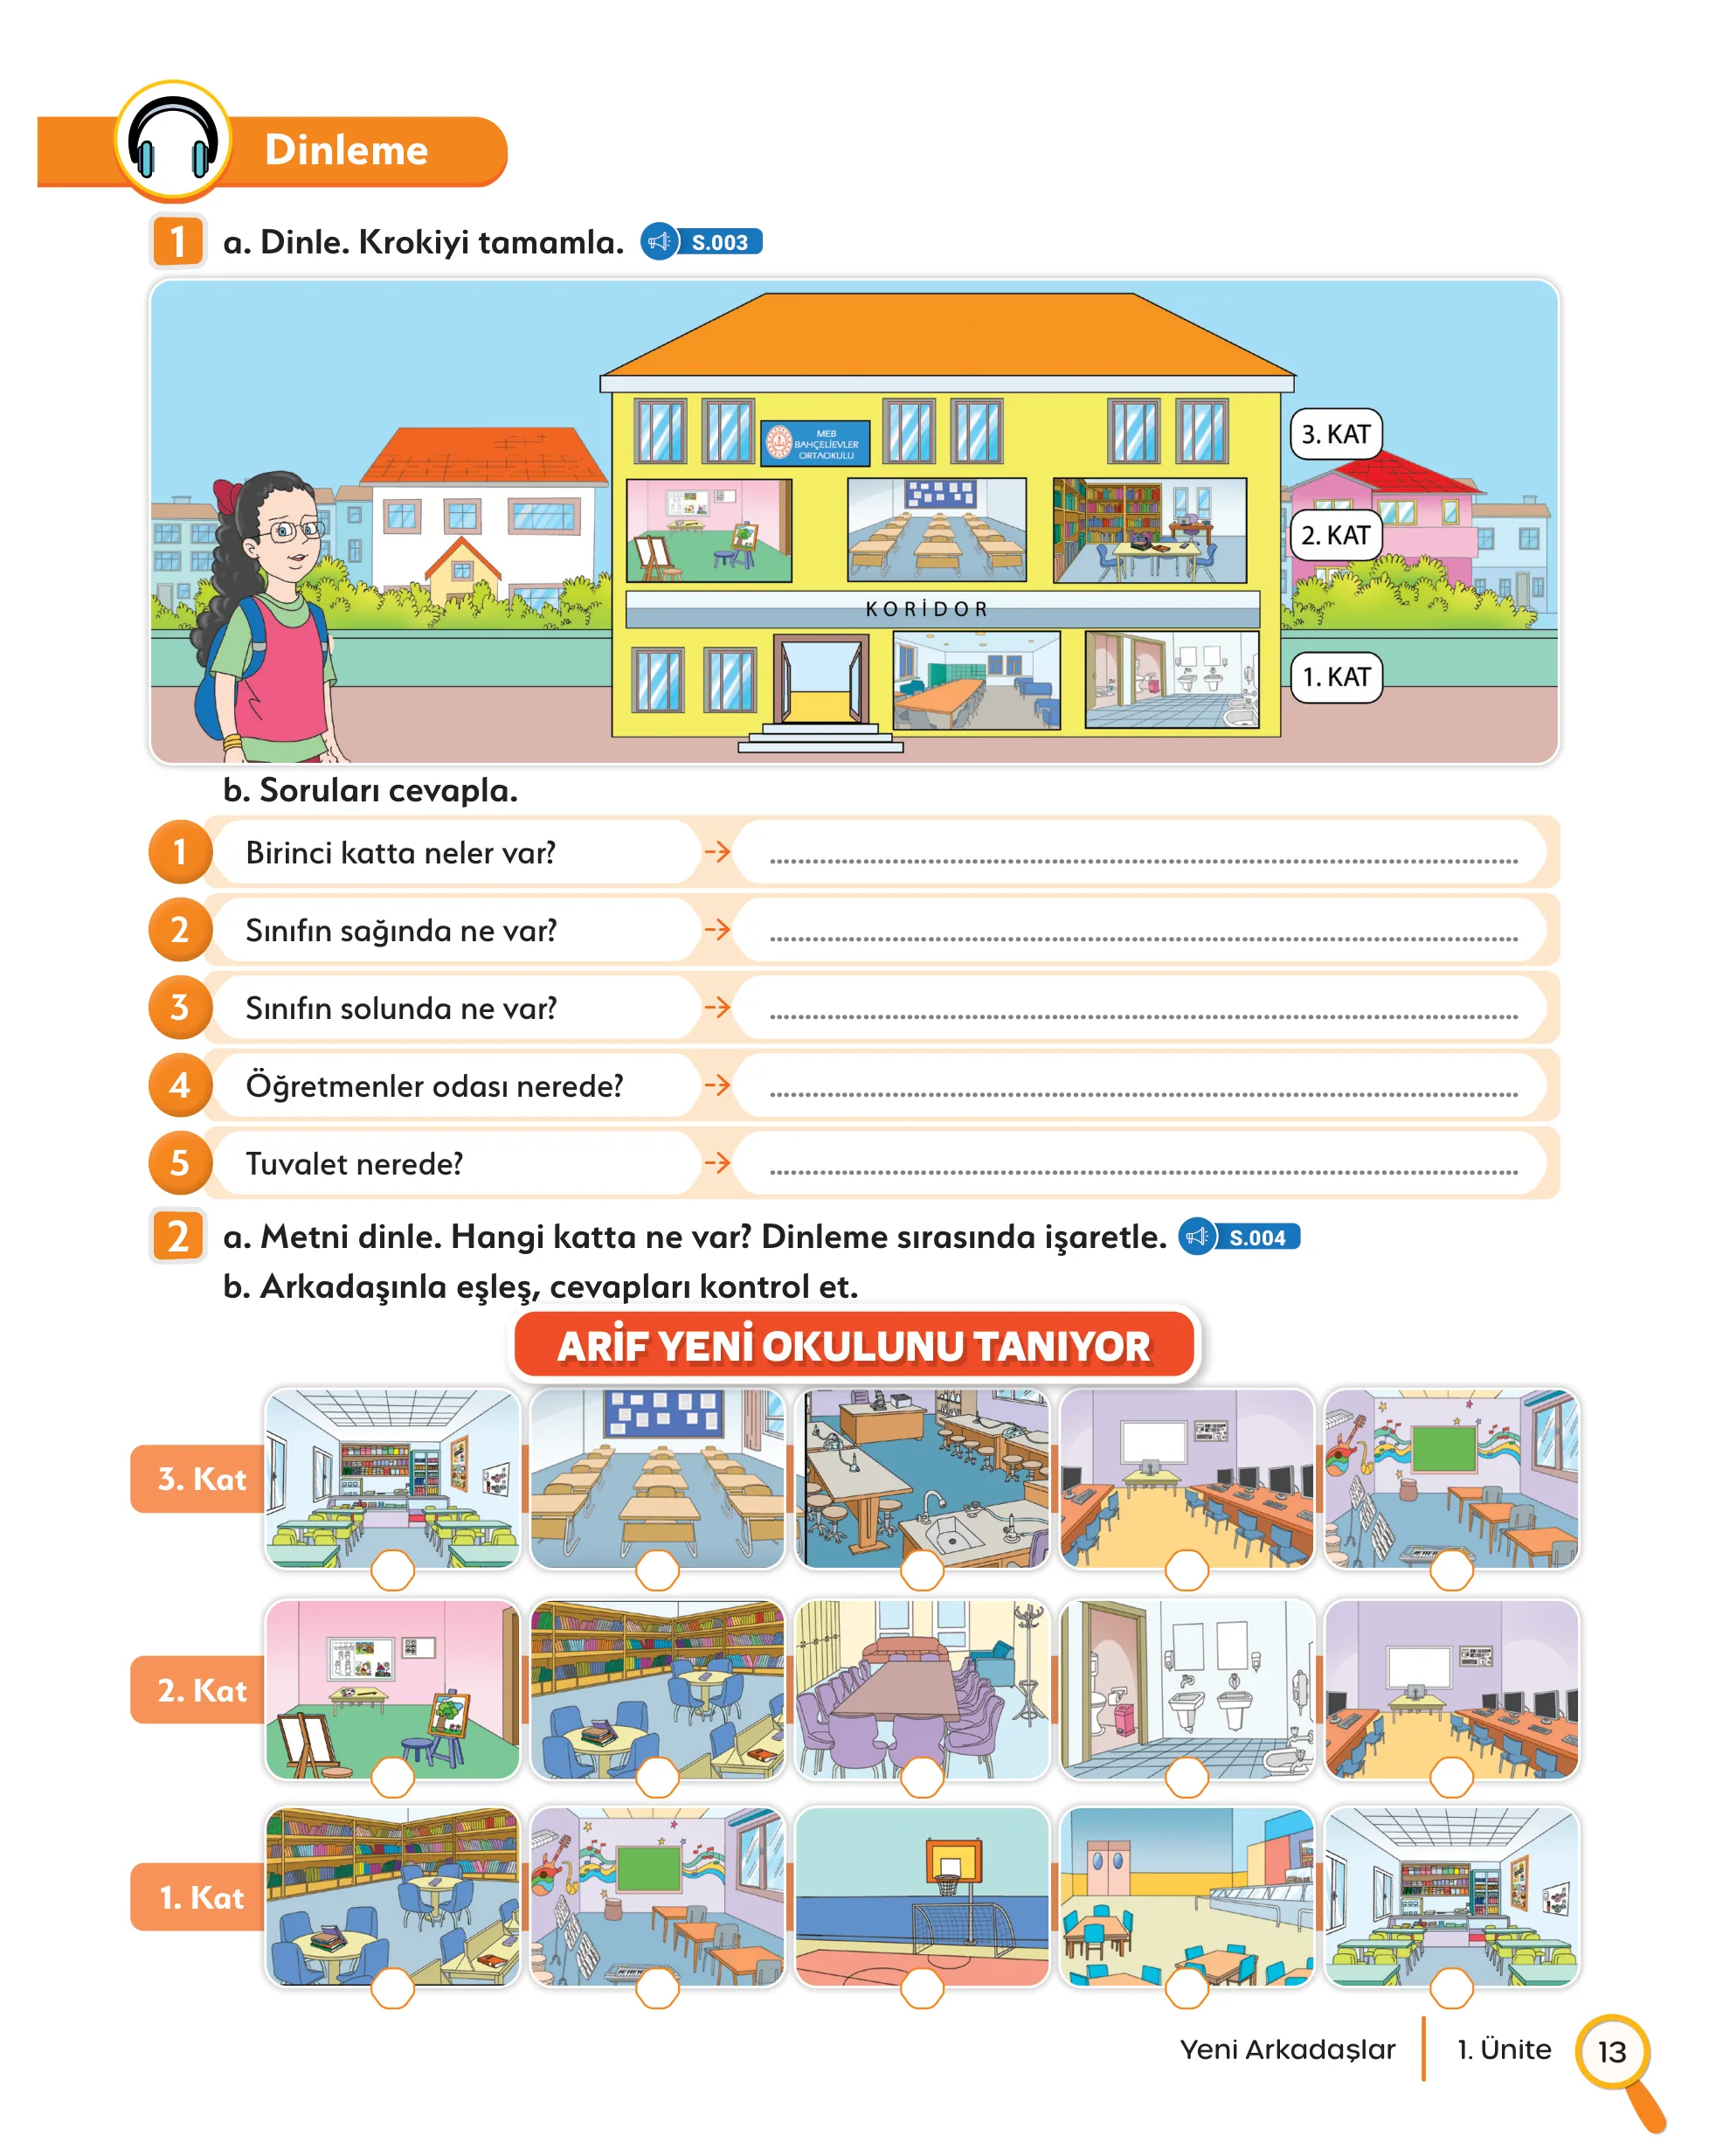 Dinleme
1 a. Dinle. Krokiyi tamamla. S.003
MEB
BAHÇELİEVLER
ORTAOKULU
3. KAT
2. KAT
KORİDOR
1. KAT
b. Soruları cevapla.
1 Birinci katta neler var?
2 Sınıfın sağında ne var?
3 Sınıfın solunda ne var?
4 Öğretmenler odası nerede?
5 Tuvalet nerede?
2 a. Metni dinle. Hangi katta ne var? Dinleme sırasında işaretle. S.004
b. Arkadaşınla eşleş, cevapları kontrol et.
ARİF YENİ OKULUNU TANIYOR
3. Kat
2. Kat
1. Kat
Yeni Arkadaşlar 1. Ünite 13